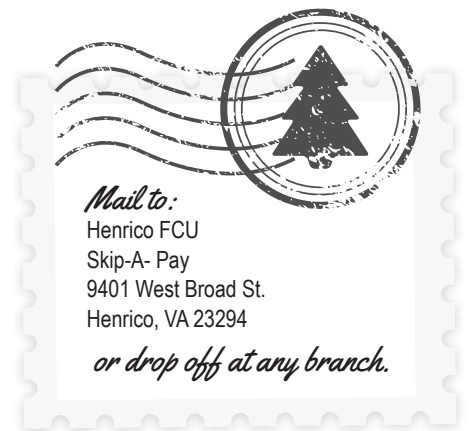 Mail to:
Henrico FCU
Skip-A- Pay
9401 West Broad St.
Henrico, VA 23294
or drop off at any branch.